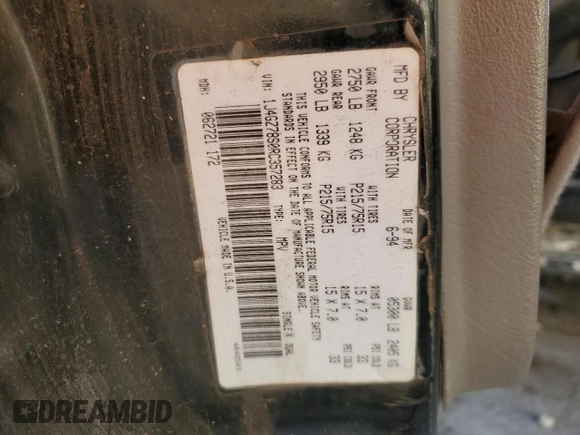 MFD BY CHRYSLER CORPORATION DATE OF MFR 6-94 GVWR 05300 LB 2405 KG
GAWR FRONT WITH TIRES RIMS AT PSI COLD
2750 LB 1248 KG P215/75R15 15 X 7.0 33
GAWR REAR WITH TIRES RIMS AT PSI COLD
2950 LB 1339 KG P215/75R15 15 X 7.0 33
THIS VEHICLE CONFORMS TO ALL APPLICABLE FEDERAL MOTOR VEHICLE SAFETY
STANDARDS IN EFFECT ON THE DATE OF MANUFACTURE SHOWN ABOVE.
VIN: 1J4GZ78S0RC357283 TYPE: MPV SINGLE X DUAL
MDH: 062721 172 VEHICLE MADE IN U.S.A.
DREAMBID